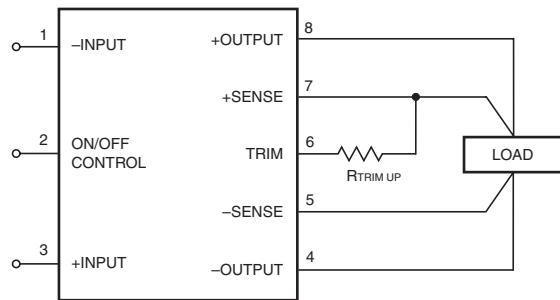 1 –INPUT
+OUTPUT 8
+SENSE 7
2 ON/OFF
CONTROL
TRIM 6
RTRIM UP
LOAD
–SENSE 5
3 +INPUT
–OUTPUT 4